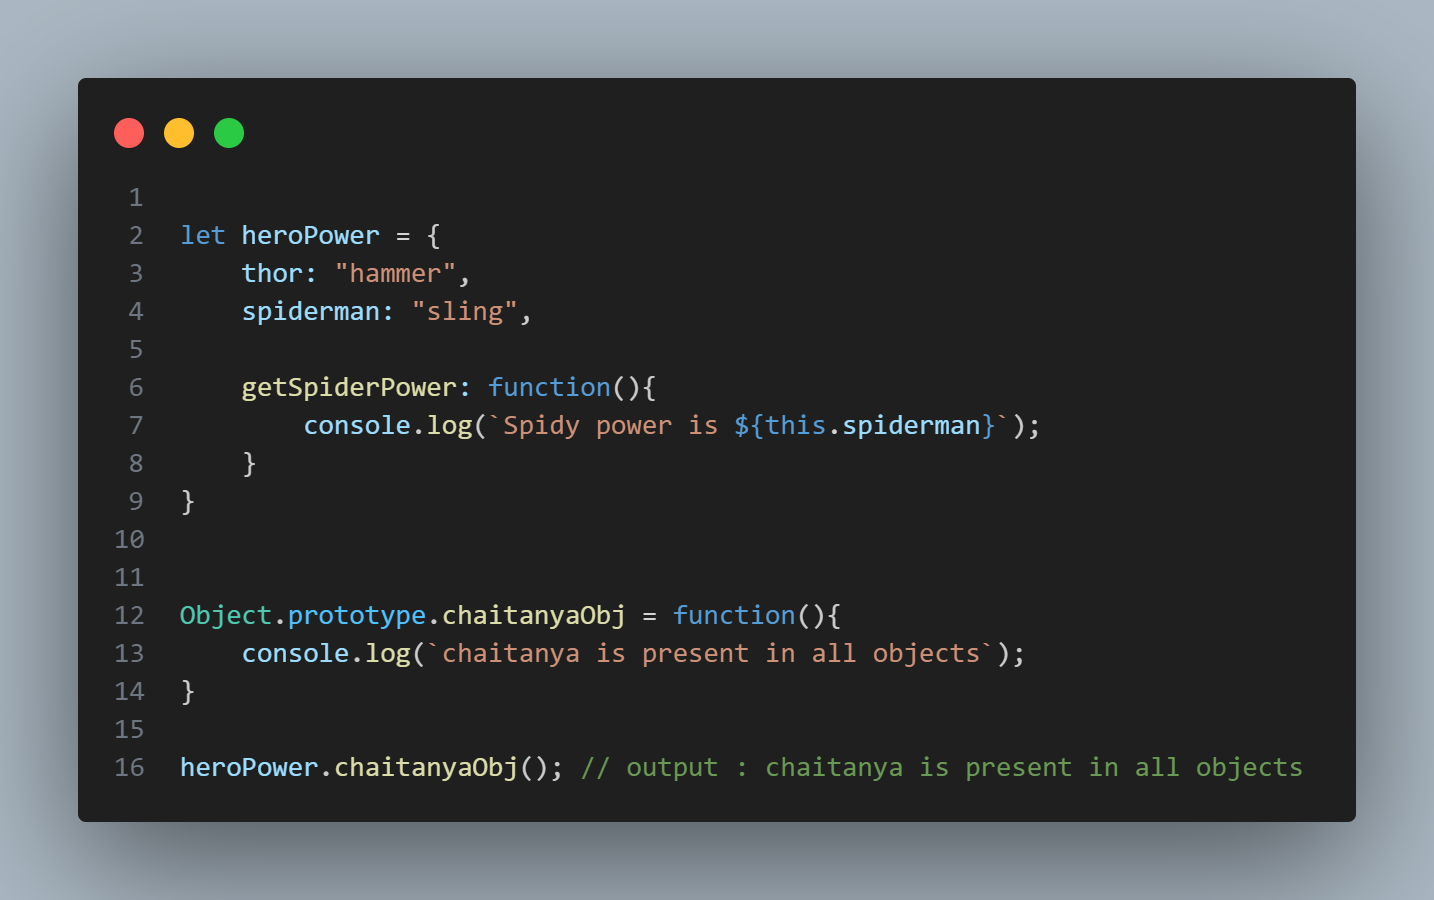 1
2 let heroPower = {
3     thor: "hammer",
4     spiderman: "sling",
5
6     getSpiderPower: function(){
7         console.log(`Spidy power is ${this.spiderman}`);
8     }
9 }
10
11
12 Object.prototype.chaitanyaObj = function(){
13     console.log(`chaitanya is present in all objects`);
14 }
15
16 heroPower.chaitanyaObj(); // output : chaitanya is present in all objects